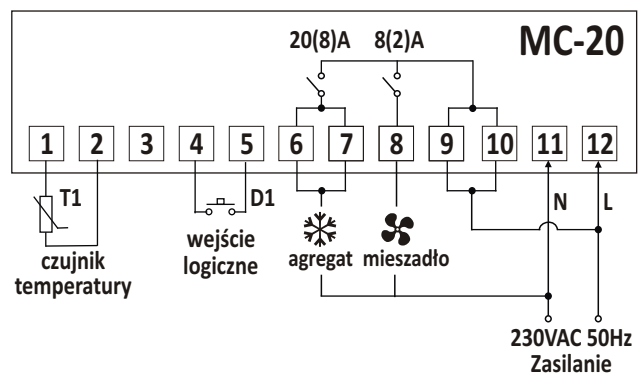 MC-20
20(8)A 8(2)A
1 2 3 4 5 6 7 8 9 10 11 12
T1
D1
N
L
czujnik
temperatury
wejście
logiczne
agregat
mieszadło
230VAC 50Hz
Zasilanie